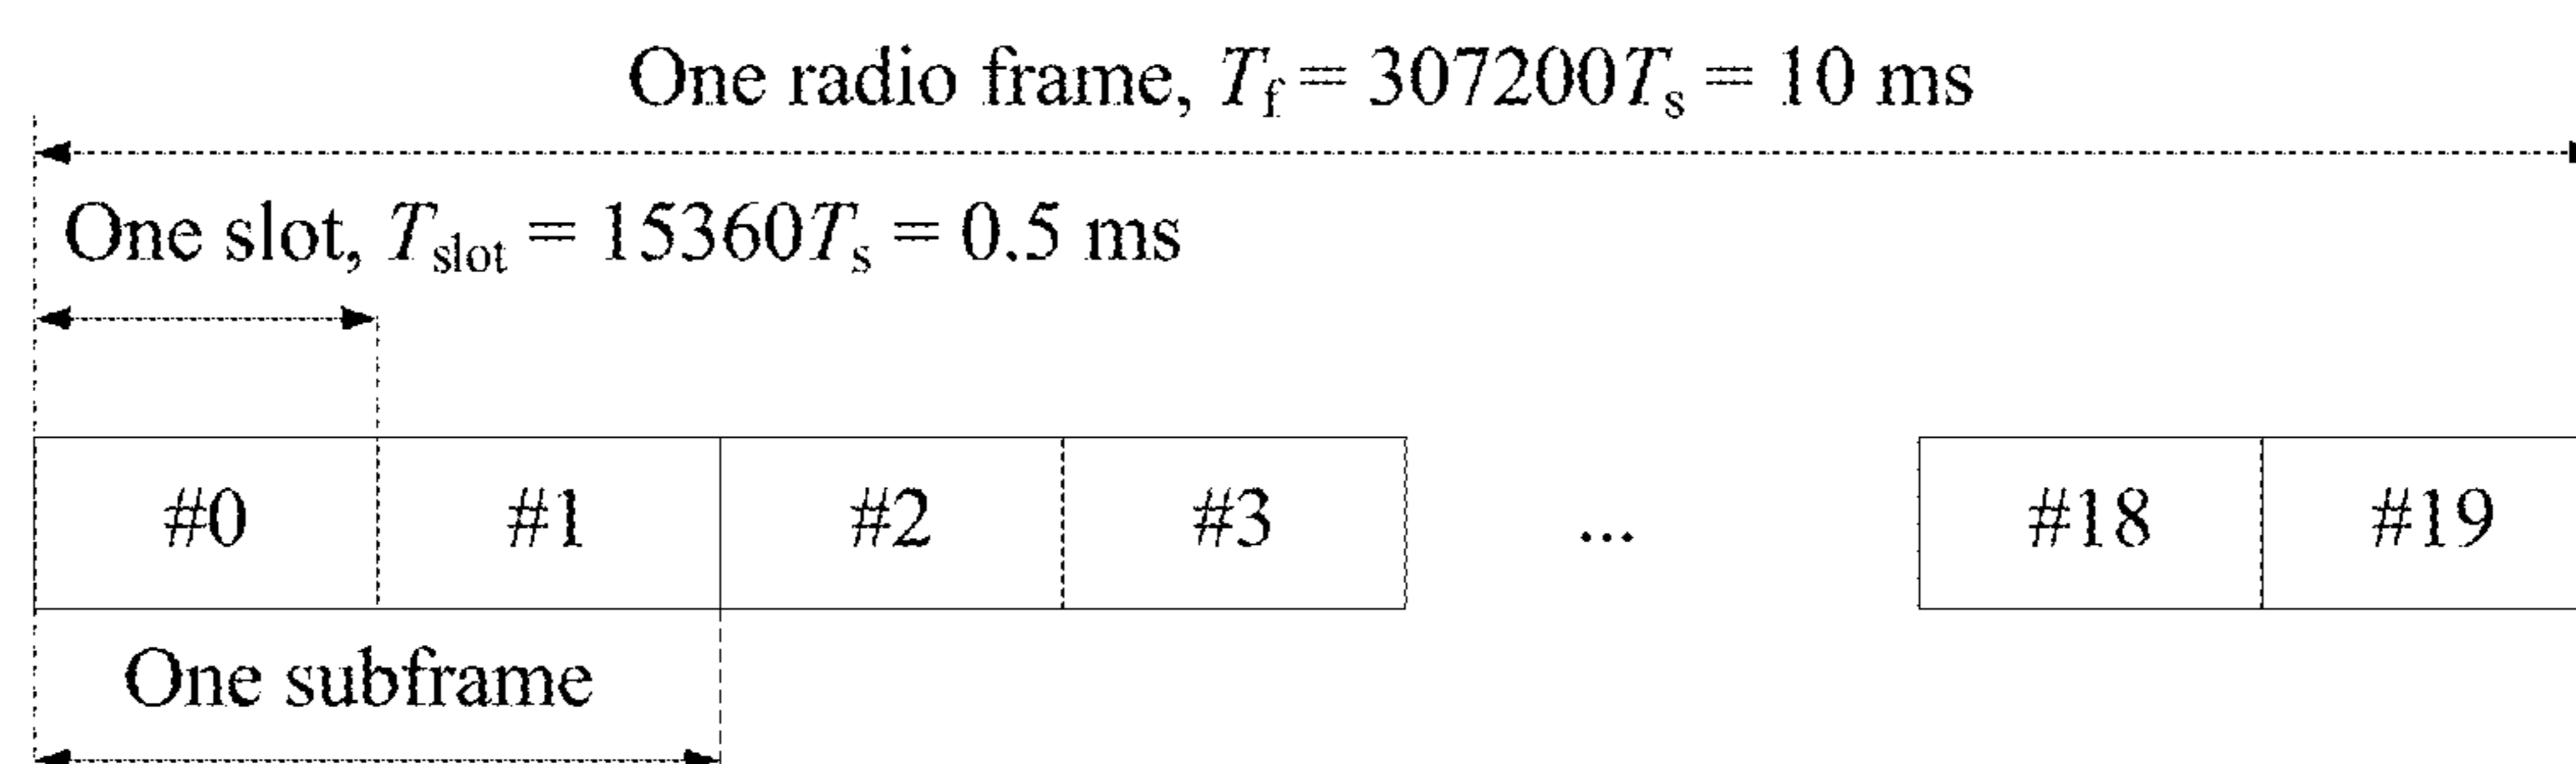 One radio frame, Tf = 307200Ts = 10 ms
One slot, Tslot = 15360Ts = 0.5 ms
#0 #1 #2 #3 ... #18 #19
One subframe